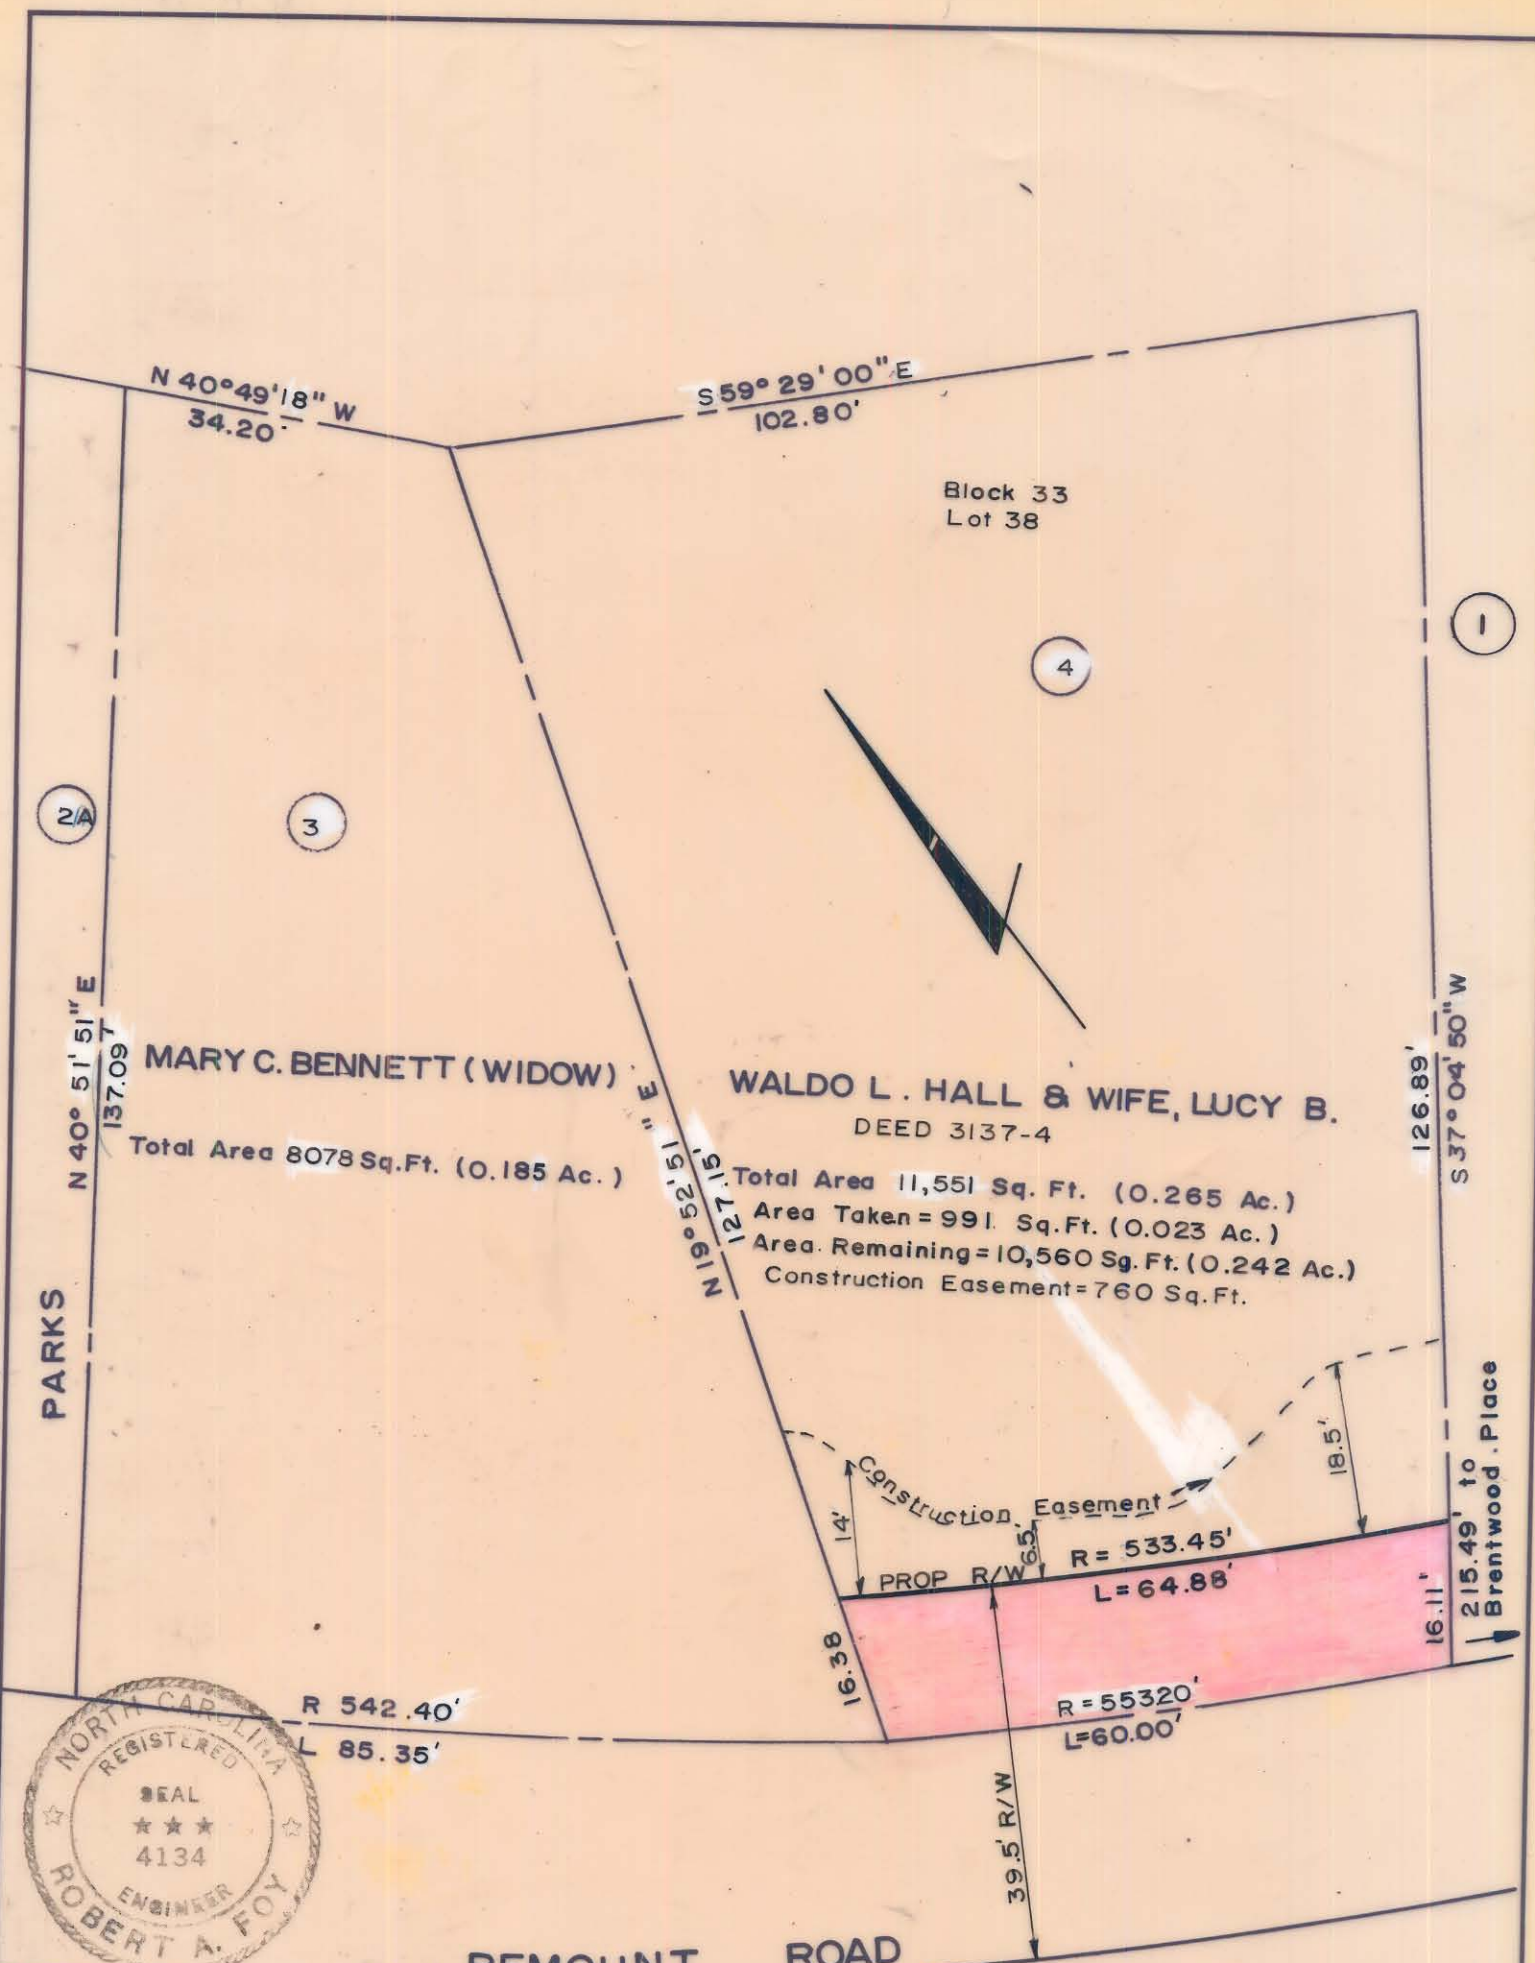 N 40° 49' 18" W
34.20'
S 59° 29' 00" E
102.80'
Block 33
Lot 38
1
4
2A
3
N 40° 51' 51" E
137.09'
MARY C. BENNETT (WIDOW)
Total Area 8078 Sq.Ft. (0.185 Ac.)
N 19° 52' 51" E
127.15'
WALDO L. HALL & WIFE, LUCY B.
DEED 3137-4
Total Area 11,551 Sq. Ft. (0.265 Ac.)
Area Taken = 991 Sq.Ft. (0.023 Ac.)
Area Remaining = 10,560 Sg. Ft. (0.242 Ac.)
Construction Easement = 760 Sq.Ft.
126.89'
S 37° 04' 50" W
PARKS
Construction Easement
14'
6.5'
18.5'
PROP R/W
R = 533.45'
L = 64.88'
16.38
16.11'
215.49' to
Brentwood Place
R 542.40'
L 85.35'
R = 553.20'
L = 60.00'
39.5' R/W
NORTH CAROLINA
REGISTERED
SEAL
4134
ENGINEER
ROBERT A. FOY
REMOUNT ROAD